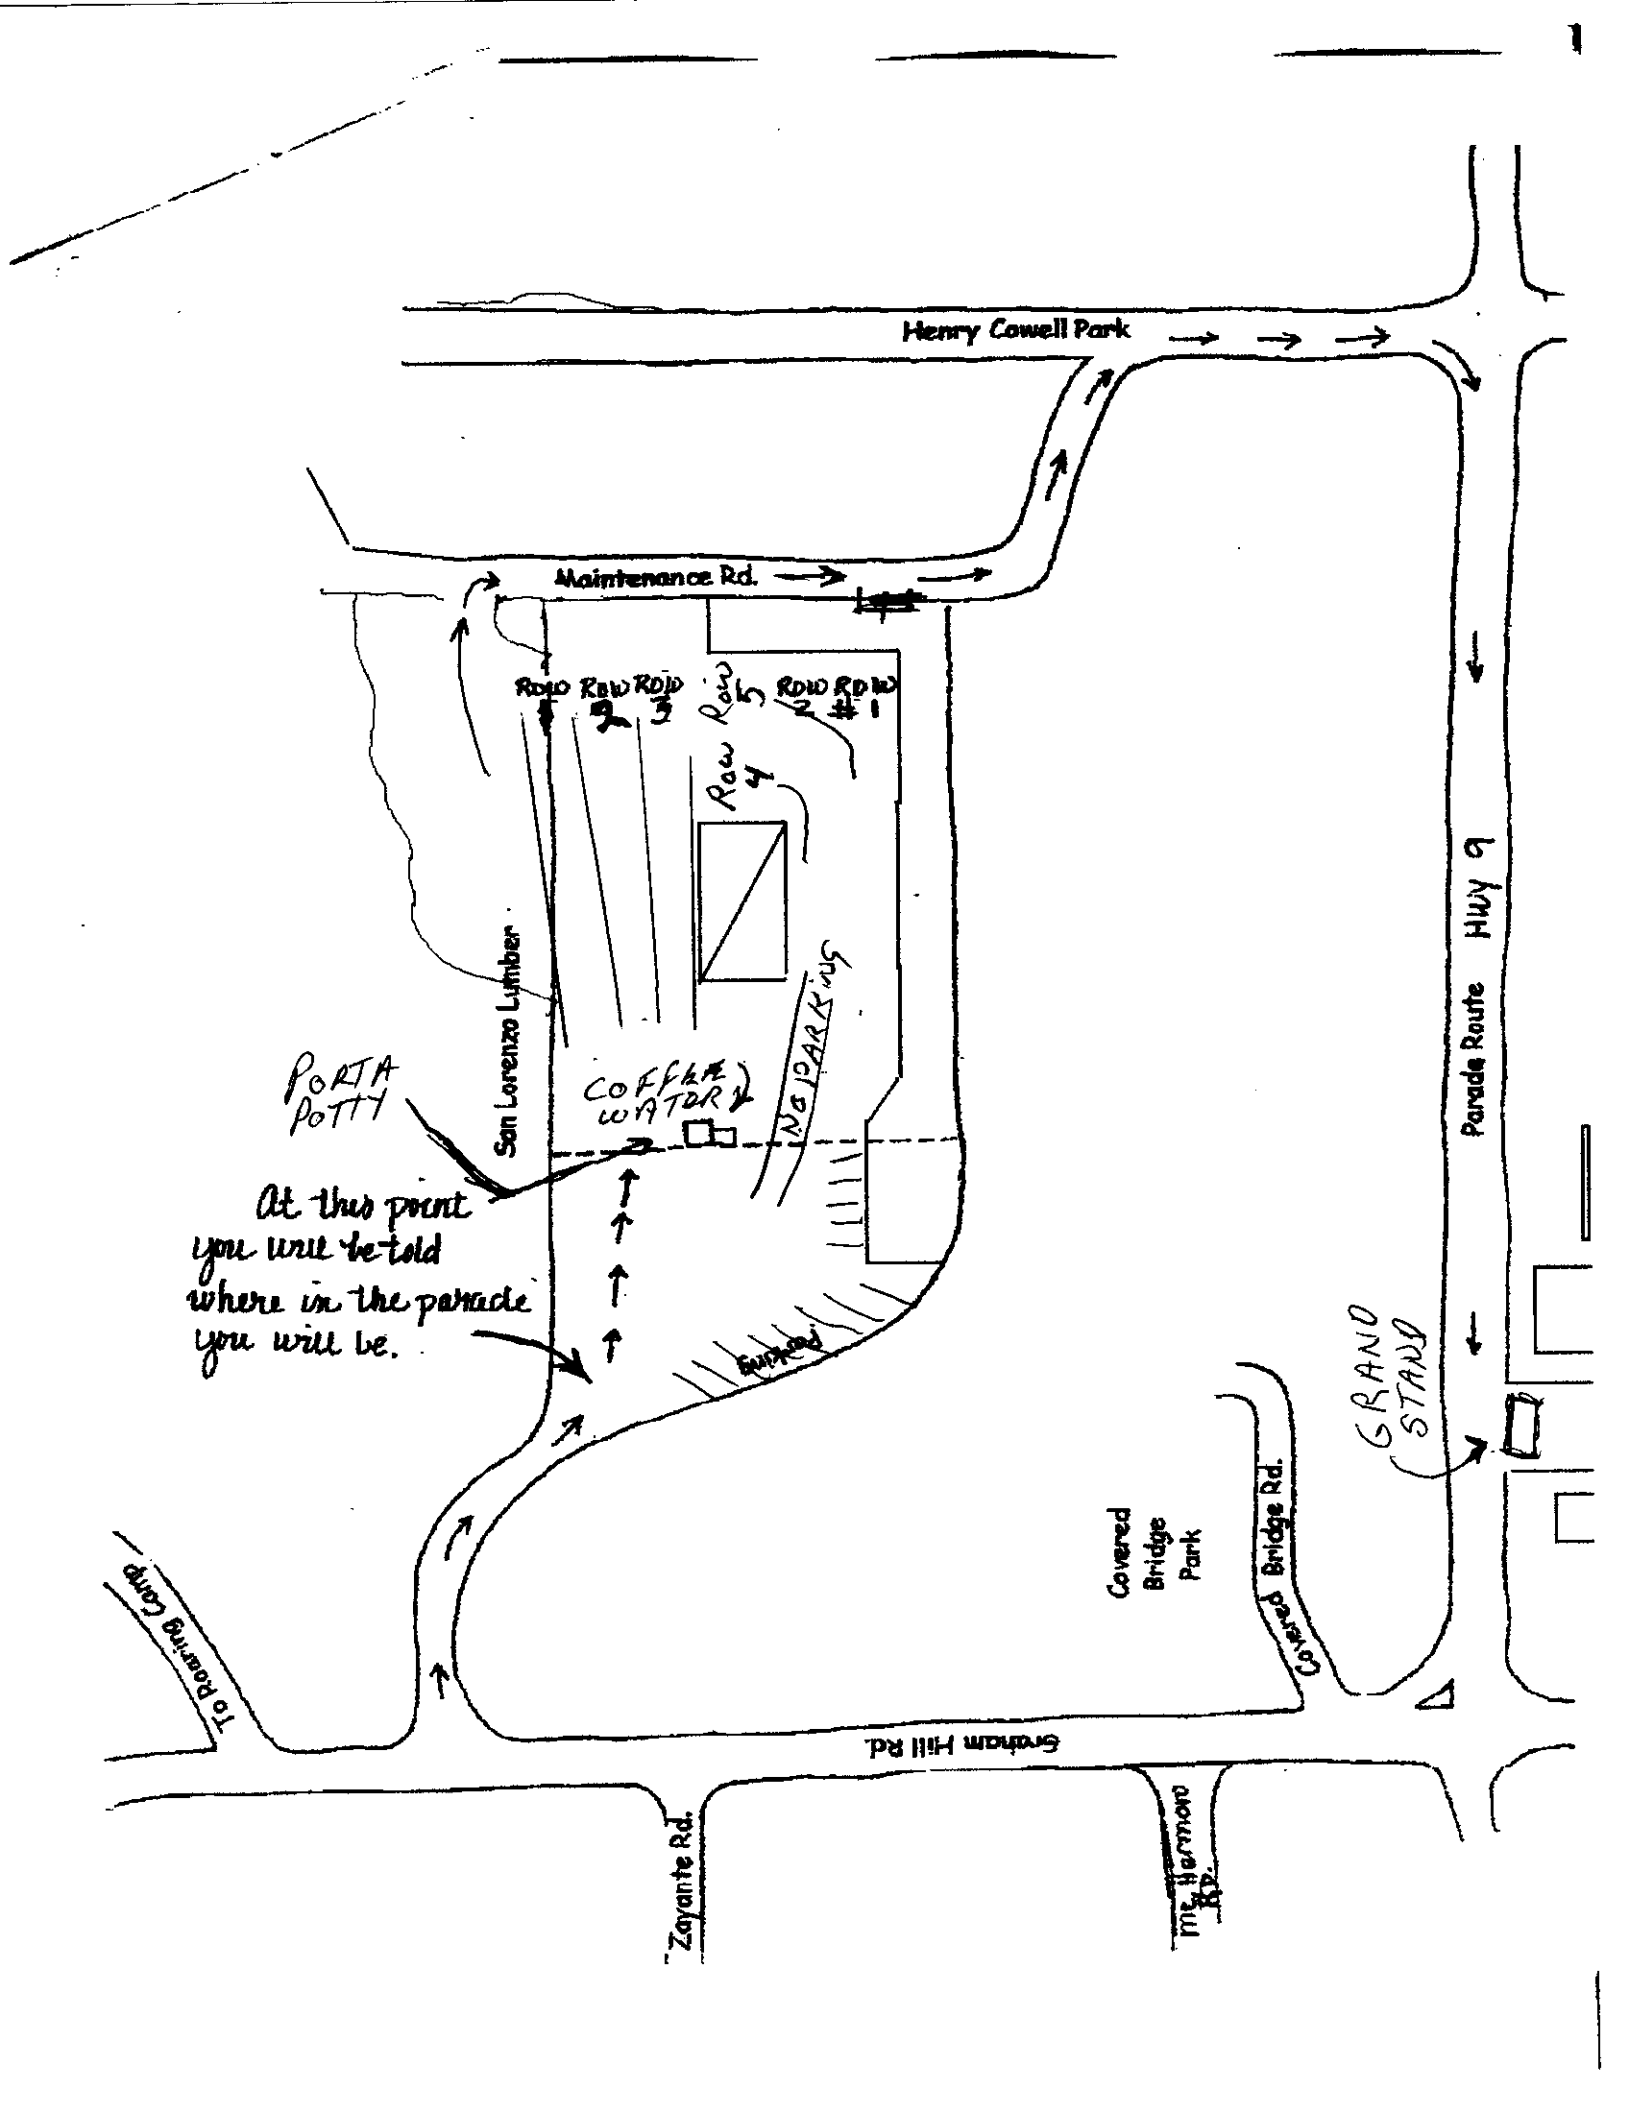 1
Henry Cowell Park
Maintenance Rd.
ROW
ROW
2
ROW
3
Row
5
ROW
2
ROW
# 1
Row
4
HWY 9
Parade Route
San Lorenzo Lumber
NO PARKING
PORTA
POTTY
COFFEE
WATER
At this point
you will be told
where in the parade
you will be.
Parking
GRAND
STAND
Covered
Bridge
Park
Covered Bridge Rd.
To Roaring Camp
Graham Hill Rd.
Zayante Rd.
Mt. Hermon
Rd.